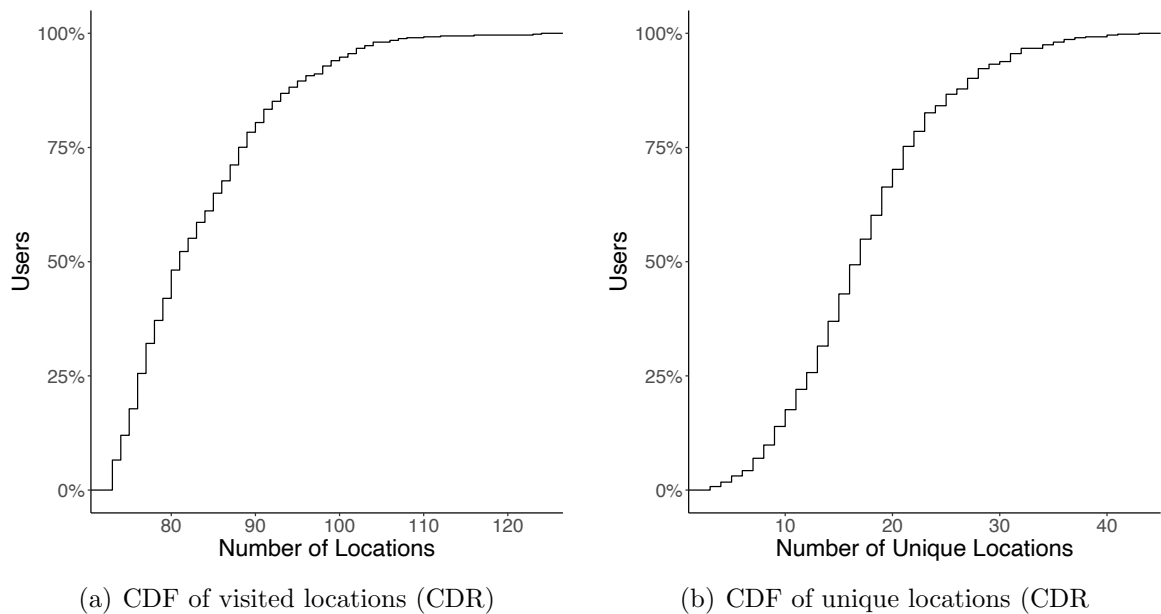 100%
75%
50%
25%
0%
Users
80 90 100 110 120
Number of Locations
(a) CDF of visited locations (CDR)
100%
75%
50%
25%
0%
Users
10 20 30 40
Number of Unique Locations
(b) CDF of unique locations (CDR